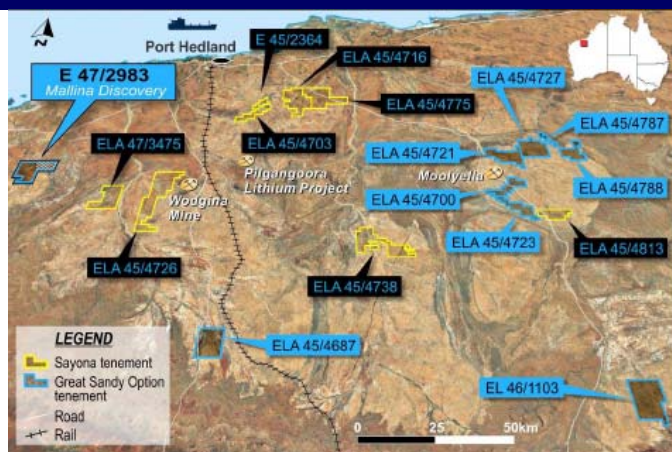 N
Port Hedland
E 47/2983
Mallina Discovery
E 45/2364
ELA 45/4716
ELA 45/4727
ELA 45/4775
ELA 45/4787
ELA 47/3475
ELA 45/4703
ELA 45/4721
Pilgangoora
Lithium Project
Moolyella
Wodgina
Mine
ELA 45/4700
ELA 45/4788
ELA 45/4723
ELA 45/4813
ELA 45/4726
ELA 45/4738
ELA 45/4687
EL 46/1103
LEGEND
Sayona tenement
Great Sandy Option
tenement
Road
Rail
0 25 50km